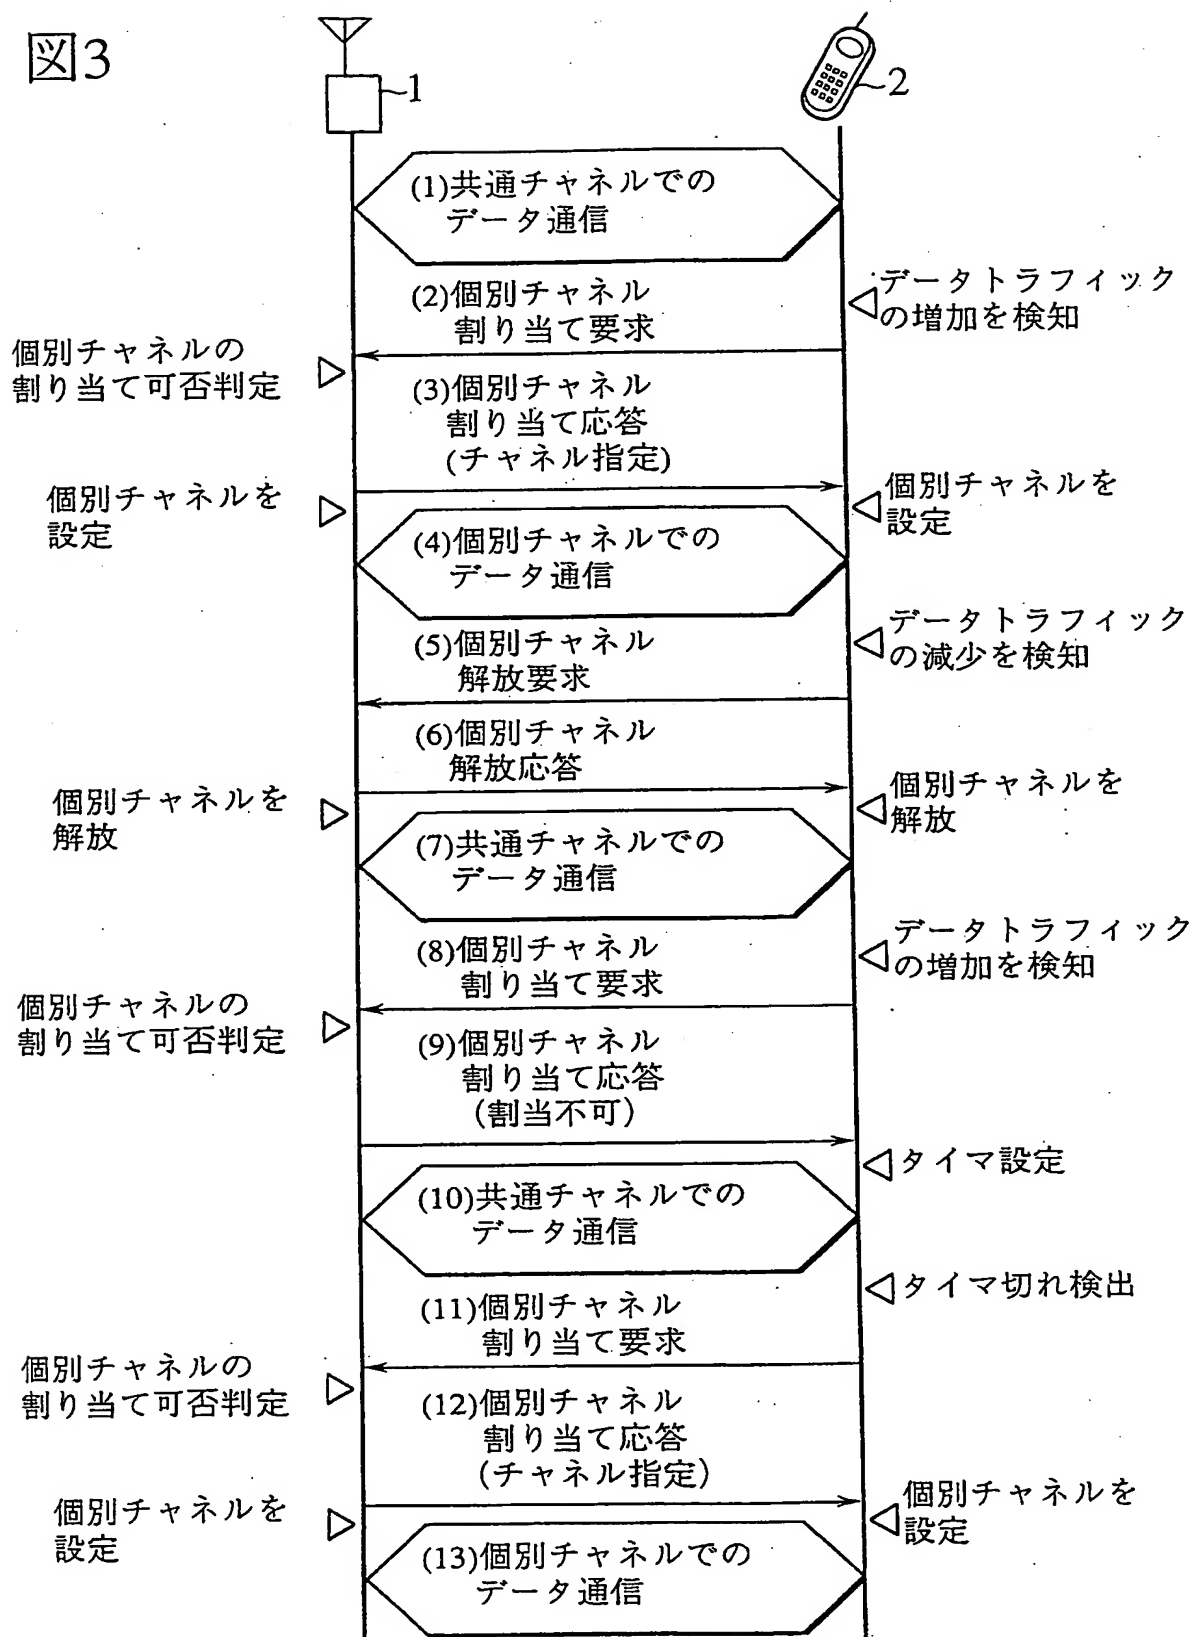 図3
1
2
(1)共通チャネルでの
データ通信
データトラフィック
の増加を検知
(2)個別チャネル
割り当て要求
個別チャネルの
割り当て可否判定
(3)個別チャネル
割り当て応答
(チャネル指定)
個別チャネルを
設定
個別チャネルを
設定
(4)個別チャネルでの
データ通信
データトラフィック
の減少を検知
(5)個別チャネル
解放要求
(6)個別チャネル
解放応答
個別チャネルを
解放
個別チャネルを
解放
(7)共通チャネルでの
データ通信
データトラフィック
の増加を検知
(8)個別チャネル
割り当て要求
個別チャネルの
割り当て可否判定
(9)個別チャネル
割り当て応答
(割当不可)
タイマ設定
(10)共通チャネルでの
データ通信
タイマ切れ検出
(11)個別チャネル
割り当て要求
個別チャネルの
割り当て可否判定
(12)個別チャネル
割り当て応答
(チャネル指定)
個別チャネルを
設定
個別チャネルを
設定
(13)個別チャネルでの
データ通信